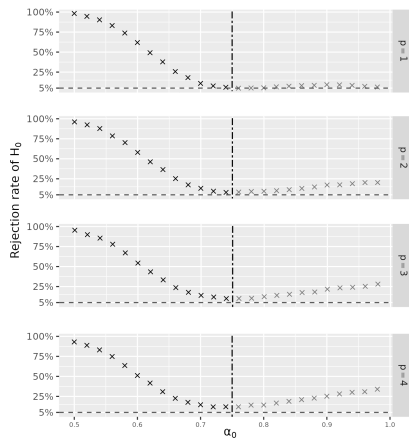 100%
75%
50%
25%
5%
p = 1
100%
75%
50%
25%
5%
p = 2
Rejection rate of H₀
100%
75%
50%
25%
5%
p = 3
100%
75%
50%
25%
5%
p = 4
0.5 0.6 0.7 0.8 0.9 1.0
α₀